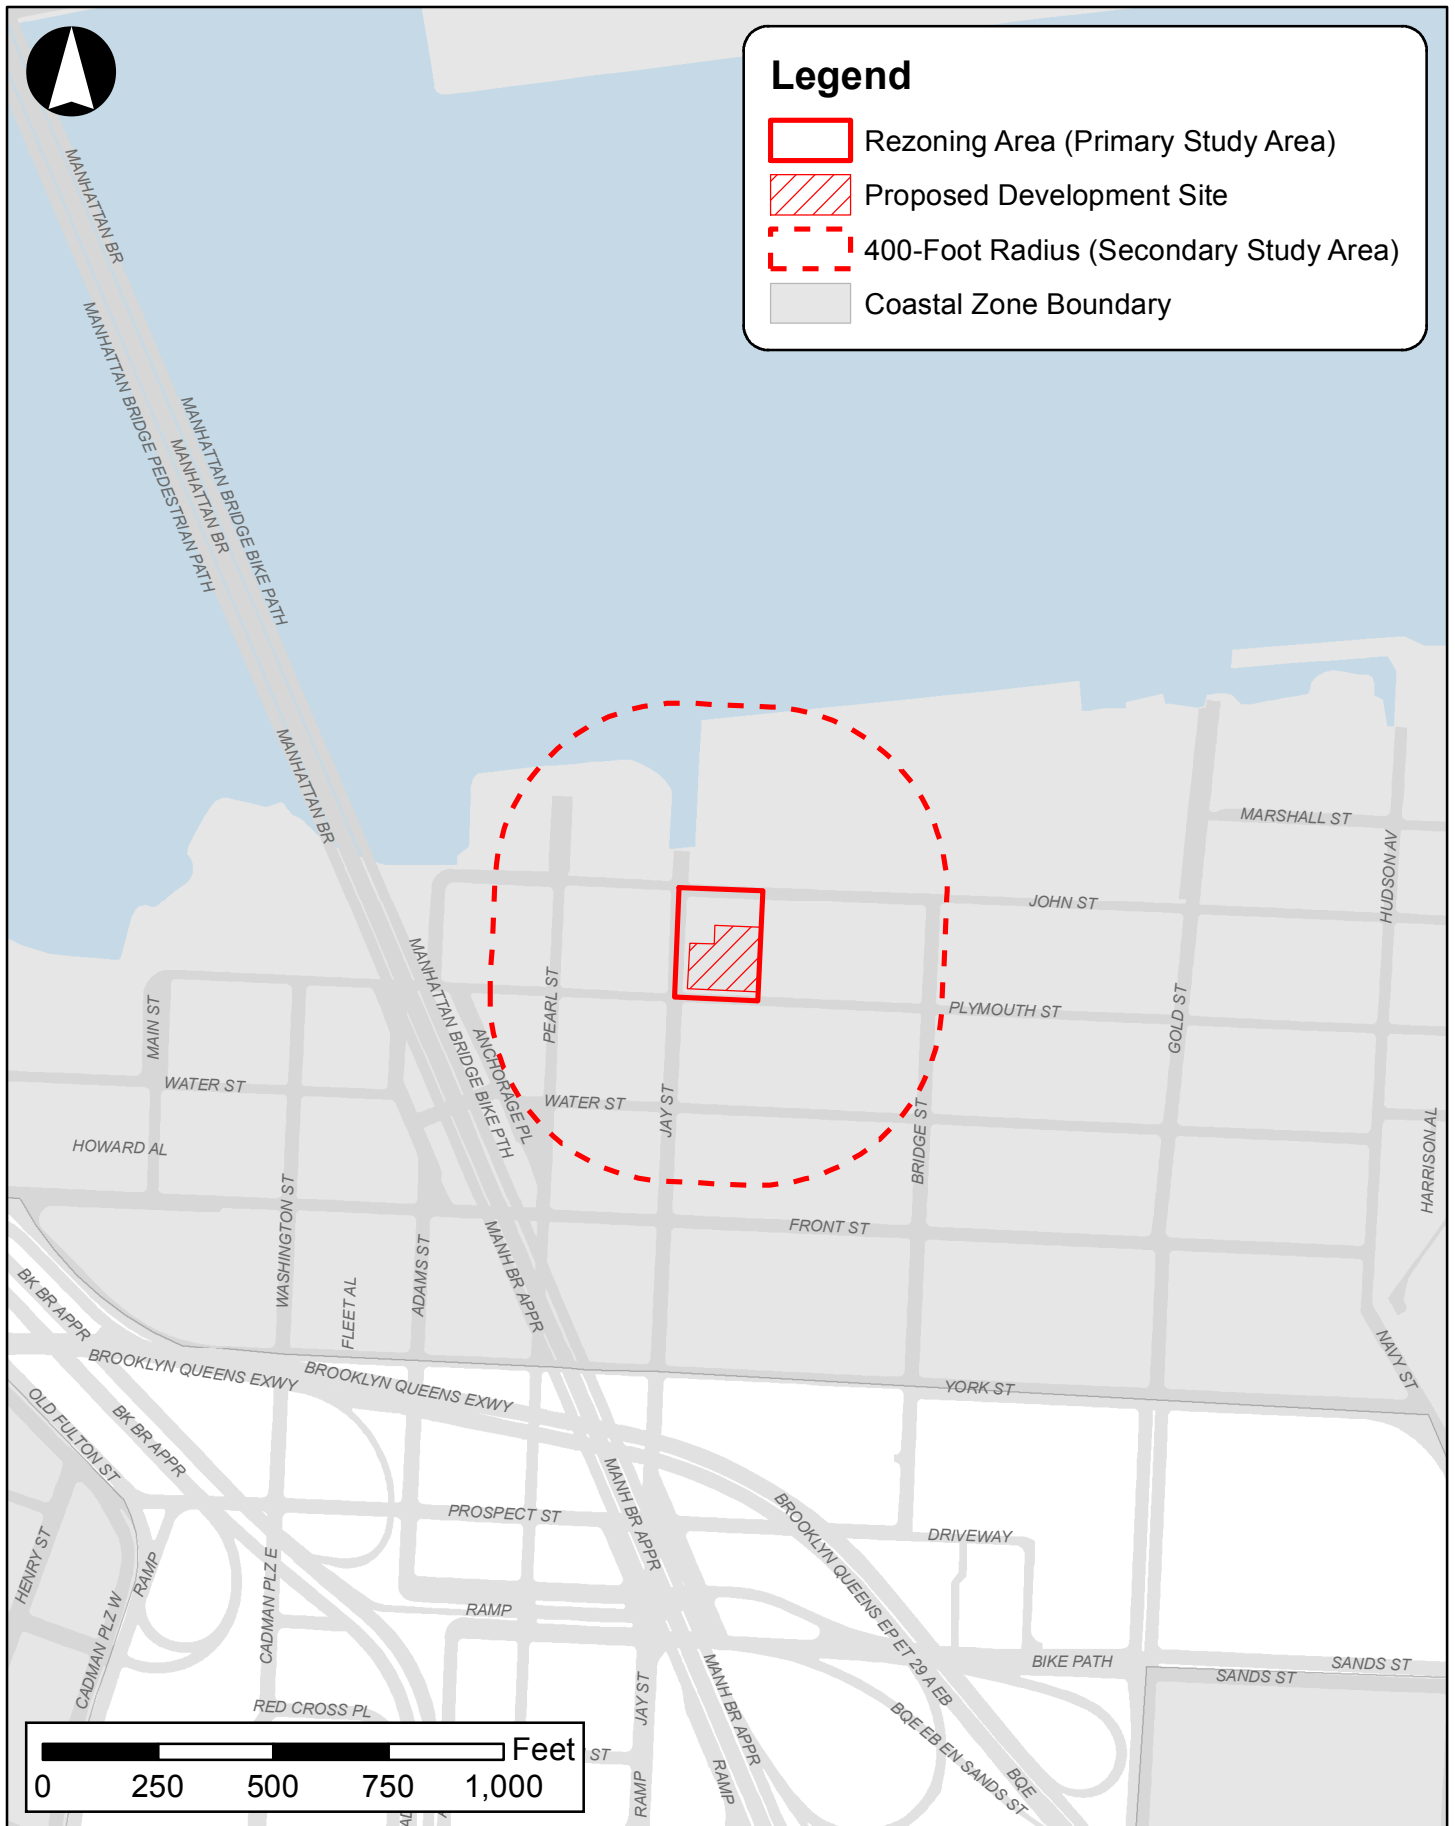 Legend
Rezoning Area (Primary Study Area)
Proposed Development Site
400-Foot Radius (Secondary Study Area)
Coastal Zone Boundary
MANHATTAN BR
MANHATTAN BRIDGE PEDESTRIAN PATH
MANHATTAN BR
MANHATTAN BRIDGE BIKE PATH
MANHATTAN BR
MARSHALL ST
HUDSON AV
JOHN ST
PLYMOUTH ST
GOLD ST
PEARL ST
MAIN ST
MANHATTAN BRIDGE BIKE PTH
ANCHORAGE PL
WATER ST
WATER ST
JAY ST
BRIDGE ST
HARRISON AL
HOWARD AL
WASHINGTON ST
FLEET AL
ADAMS ST
MANH BR APPR
FRONT ST
NAVY ST
BK BR APPR
BROOKLYN QUEENS EXWY
BROOKLYN QUEENS EXWY
YORK ST
OLD FULTON ST
BK BR APPR
MANH BR APPR
PROSPECT ST
BROOKLYN QUEENS EP ET 29 A EB
DRIVEWAY
HENRY ST
RAMP
CADMAN PLZ W
CADMAN PLZ E
RAMP
BIKE PATH
SANDS ST
SANDS ST
RED CROSS PL
JAY ST
MANH BR APPR
BQE EB EN SANDS ST
BQE
ST
RAMP
RAMP
Feet
0 250 500 750 1,000